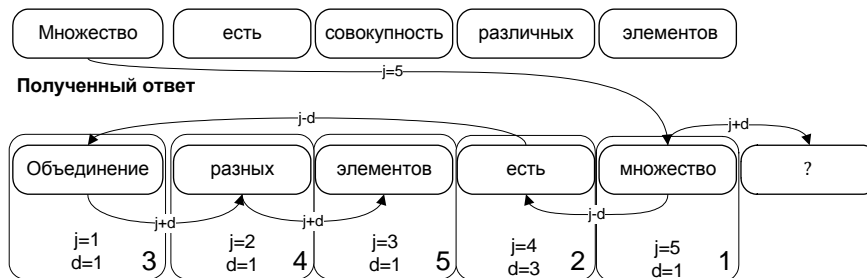 Множество есть совокупность различных элементов
j=5
Полученный ответ
j-d
j+d
Объединение разных элементов есть множество ?
j+d j+d j-d
j=1 j=2 j=3 j=4 j=5
d=1 3 d=1 4 d=1 5 d=3 2 d=1 1